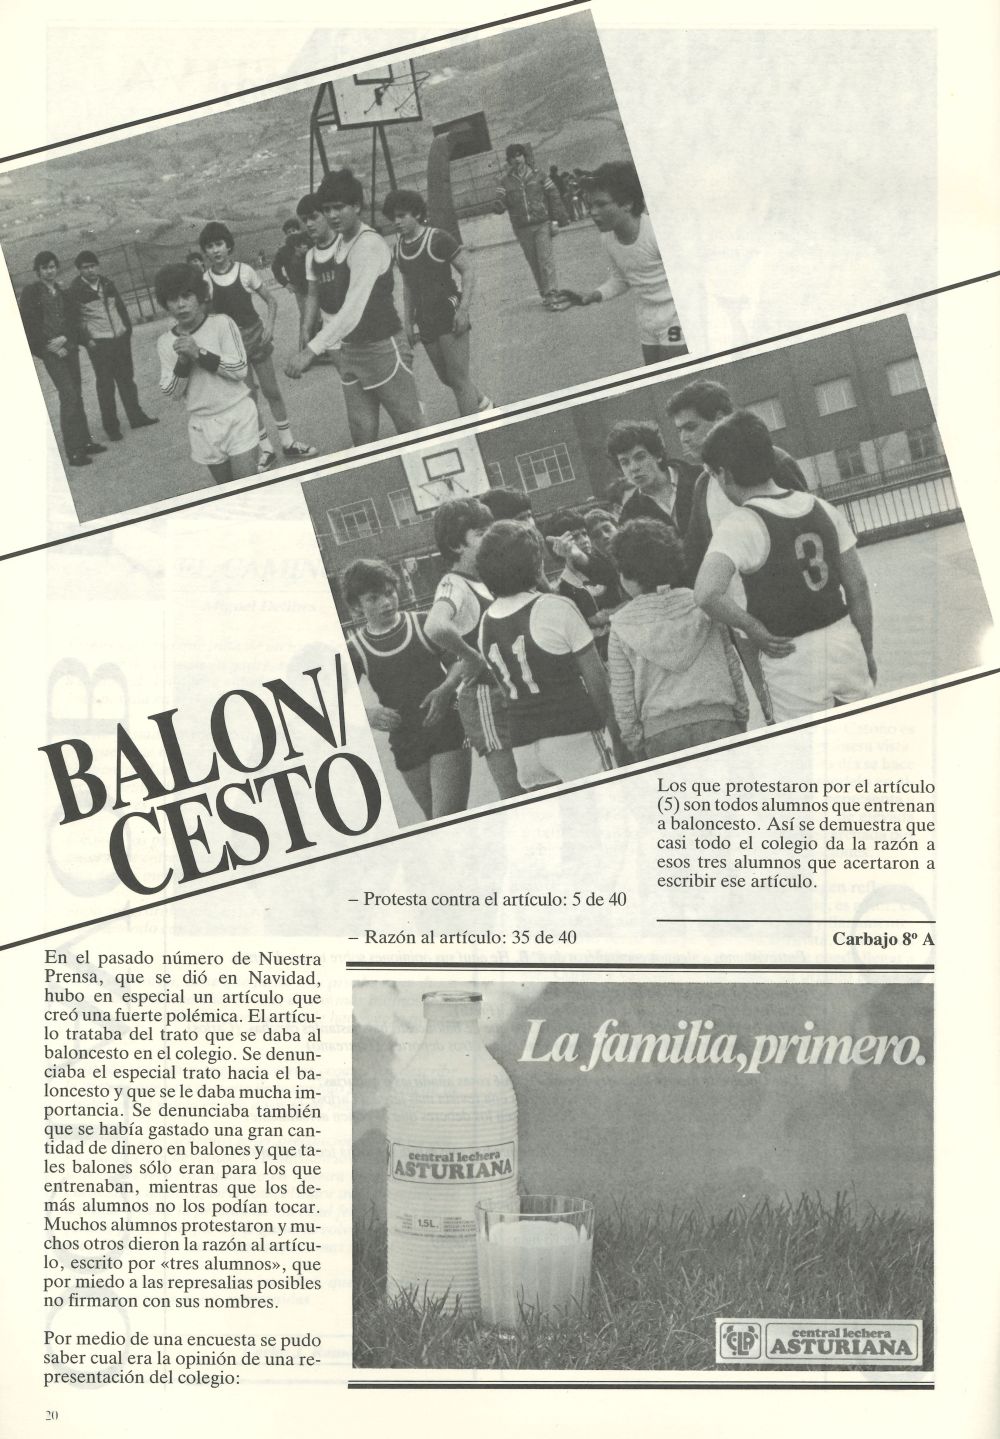 BALON/
CESTO
En el pasado número de Nuestra
Prensa, que se dió en Navidad,
hubo en especial un artículo que
creó una fuerte polémica. El artícu-
lo trataba del trato que se daba al
baloncesto en el colegio. Se denun-
ciaba el especial trato hacia el ba-
loncesto y que se le daba mucha im-
portancia. Se denunciaba también
que se había gastado una gran can-
tidad de dinero en balones y que ta-
les balones sólo eran para los que
entrenaban, mientras que los de-
más alumnos no los podían tocar.
Muchos alumnos protestaron y mu-
chos otros dieron la razón al artícu-
lo, escrito por «tres alumnos», que
por miedo a las represalias posibles
no firmaron con sus nombres.
Por medio de una encuesta se pudo
saber cual era la opinión de una re-
presentación del colegio:
– Protesta contra el artículo: 5 de 40
– Razón al artículo: 35 de 40
Los que protestaron por el artículo
(5) son todos alumnos que entrenan
a baloncesto. Así se demuestra que
casi todo el colegio da la razón a
esos tres alumnos que acertaron a
escribir ese artículo.
Carbajo 8º A
La familia, primero.
central lechera
ASTURIANA
1,5L.
CLP
central lechera
ASTURIANA
11
3
9
20